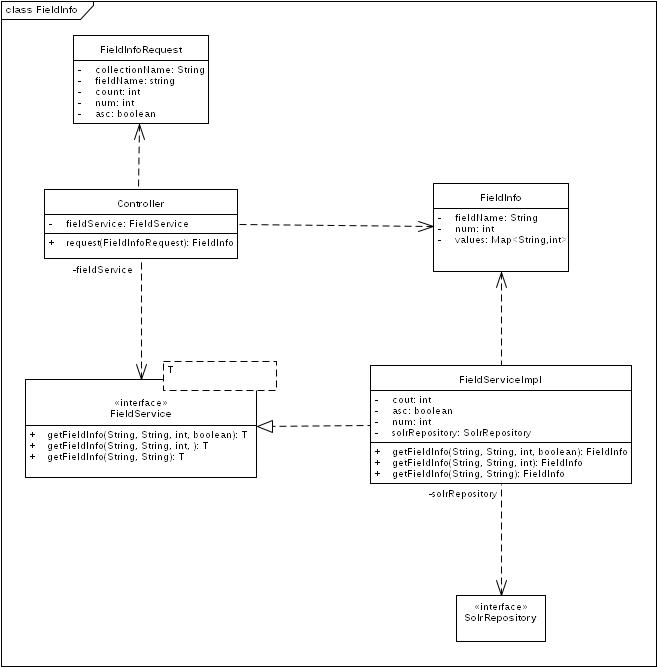 class FieldInfo
FieldInfoRequest
- collectionName: String
- fieldName: string
- count: int
- num: int
- asc: boolean
Controller
- fieldService: FieldService
+ request(FieldInfoRequest): FieldInfo
-fieldService
FieldInfo
- fieldName: String
- num: int
- values: Map<String,int>
T
«interface»
FieldService
+ getFieldInfo(String, String, int, boolean): T
+ getFieldInfo(String, String, int, ): T
+ getFieldInfo(String, String): T
FieldServiceImpl
- cout: int
- asc: boolean
- num: int
- solrRepository: SolrRepository
+ getFieldInfo(String, String, int, boolean): FieldInfo
+ getFieldInfo(String, String, int): FieldInfo
+ getFieldInfo(String, String): FieldInfo
-solrRepository
«interface»
SolrRepository